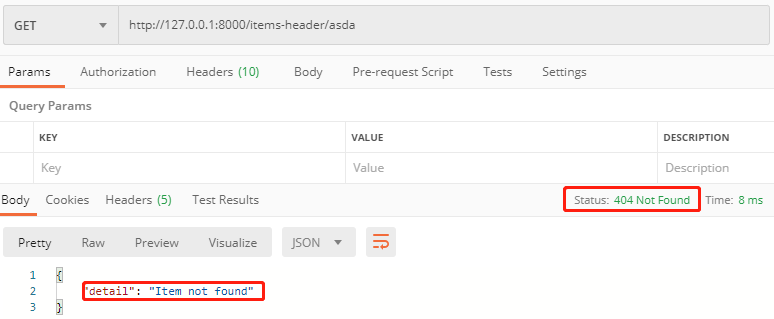 GET http://127.0.0.1:8000/items-header/asda
Params Authorization Headers (10) Body Pre-request Script Tests Settings
Query Params
KEY VALUE DESCRIPTION
Key Value Description
Body Cookies Headers (5) Test Results Status: 404 Not Found Time: 8 ms
Pretty Raw Preview Visualize JSON
1 {
2 "detail": "Item not found"
3 }